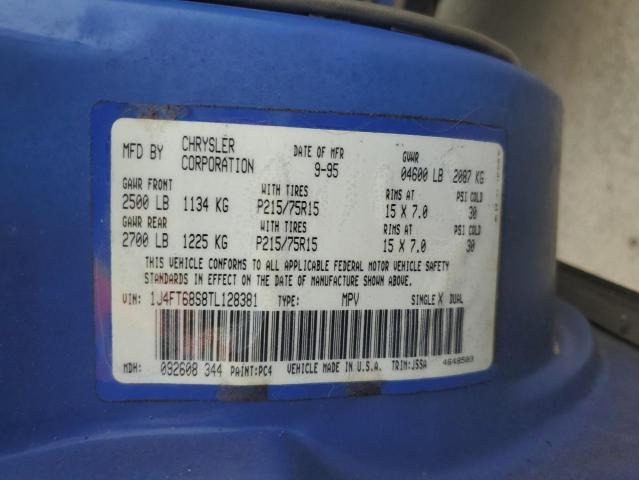 MFD BY CHRYSLER CORPORATION DATE OF MFR 9-95 GVWR 04600 LB 2087 KG
GAWR FRONT WITH TIRES RIMS AT PSI COLD
2500 LB 1134 KG P215/75R15 15 X 7.0 30
GAWR REAR WITH TIRES RIMS AT PSI COLD
2700 LB 1225 KG P215/75R15 15 X 7.0 30
THIS VEHICLE CONFORMS TO ALL APPLICABLE FEDERAL MOTOR VEHICLE SAFETY
STANDARDS IN EFFECT ON THE DATE OF MANUFACTURE SHOWN ABOVE.
VIN: 1J4FT68S8TL128381 TYPE: MPV SINGLE X DUAL
MDH: 092608 344 PAINT:PC4 VEHICLE MADE IN U.S.A. TRIM:JSSA 4648503